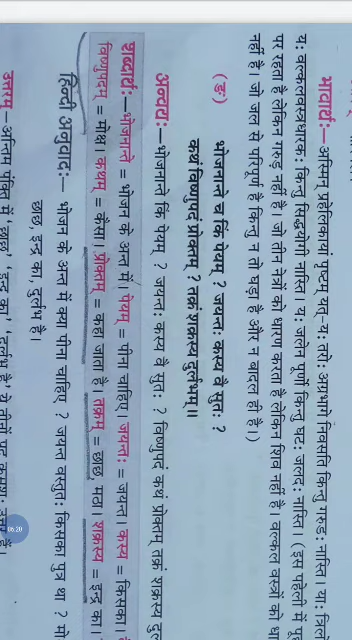 भावार्थः—अस्मिन् प्रहेलिकायां पृष्टम् यत्-यः तरोः अग्रभागे निवसति किन्तु गरुडः नास्ति। याः
यः वल्कलवस्त्रधारकः किन्तु सिद्धयोगी नास्ति। यः जलेन पूर्णा किन्तु घटः जलदः नास्ति। (इस पहेली में
पर रहता है लेकिन गरुड़ नहीं है। जो तीन नेत्रों को धारण करता है लेकिन शिव नहीं है। वल्कल वस्त्रों को
नहीं है। जो जल से परिपूर्ण है किन्तु न तो घड़ा है और न बादल ही है।)
(ङ) भोजनान्ते च किं पेयम् ? जयन्तः कस्य वै सुतः ?
कथं विष्णुपदं प्रोक्तम् ? तक्रं शक्रस्य दुर्लभम्॥
अन्वयः—भोजनान्ते किं पेयम् ? जयन्तः कस्य वै सुतः ? विष्णुपदं कथं प्रोक्तम् तक्रं शक्रस्य
शब्दार्थः—भोजनान्ते = भोजन के अन्त में। पेयम् = पीना चाहिए। जयन्तः = जयन्त। कस्य = किसका।
विष्णुपदम् = मोक्ष। कथम् = कैसा। प्रोक्तम् = कहा जाता है। तक्रम् = छाछ, मठा। शक्रस्य = इन्द्र का।
हिन्दी अनुवादः— भोजन के अन्त में क्या पीना चाहिए ? जयन्त वस्तुतः किसका पुत्र था ?
छाछ, इन्द्र का, दुर्लभ है।
उत्तरम् —अन्तिम पंक्ति में 'छाछ' 'इन्द्र का' 'दुर्लभ है' ये तीनों पद क्रमशः हैं।
06:20